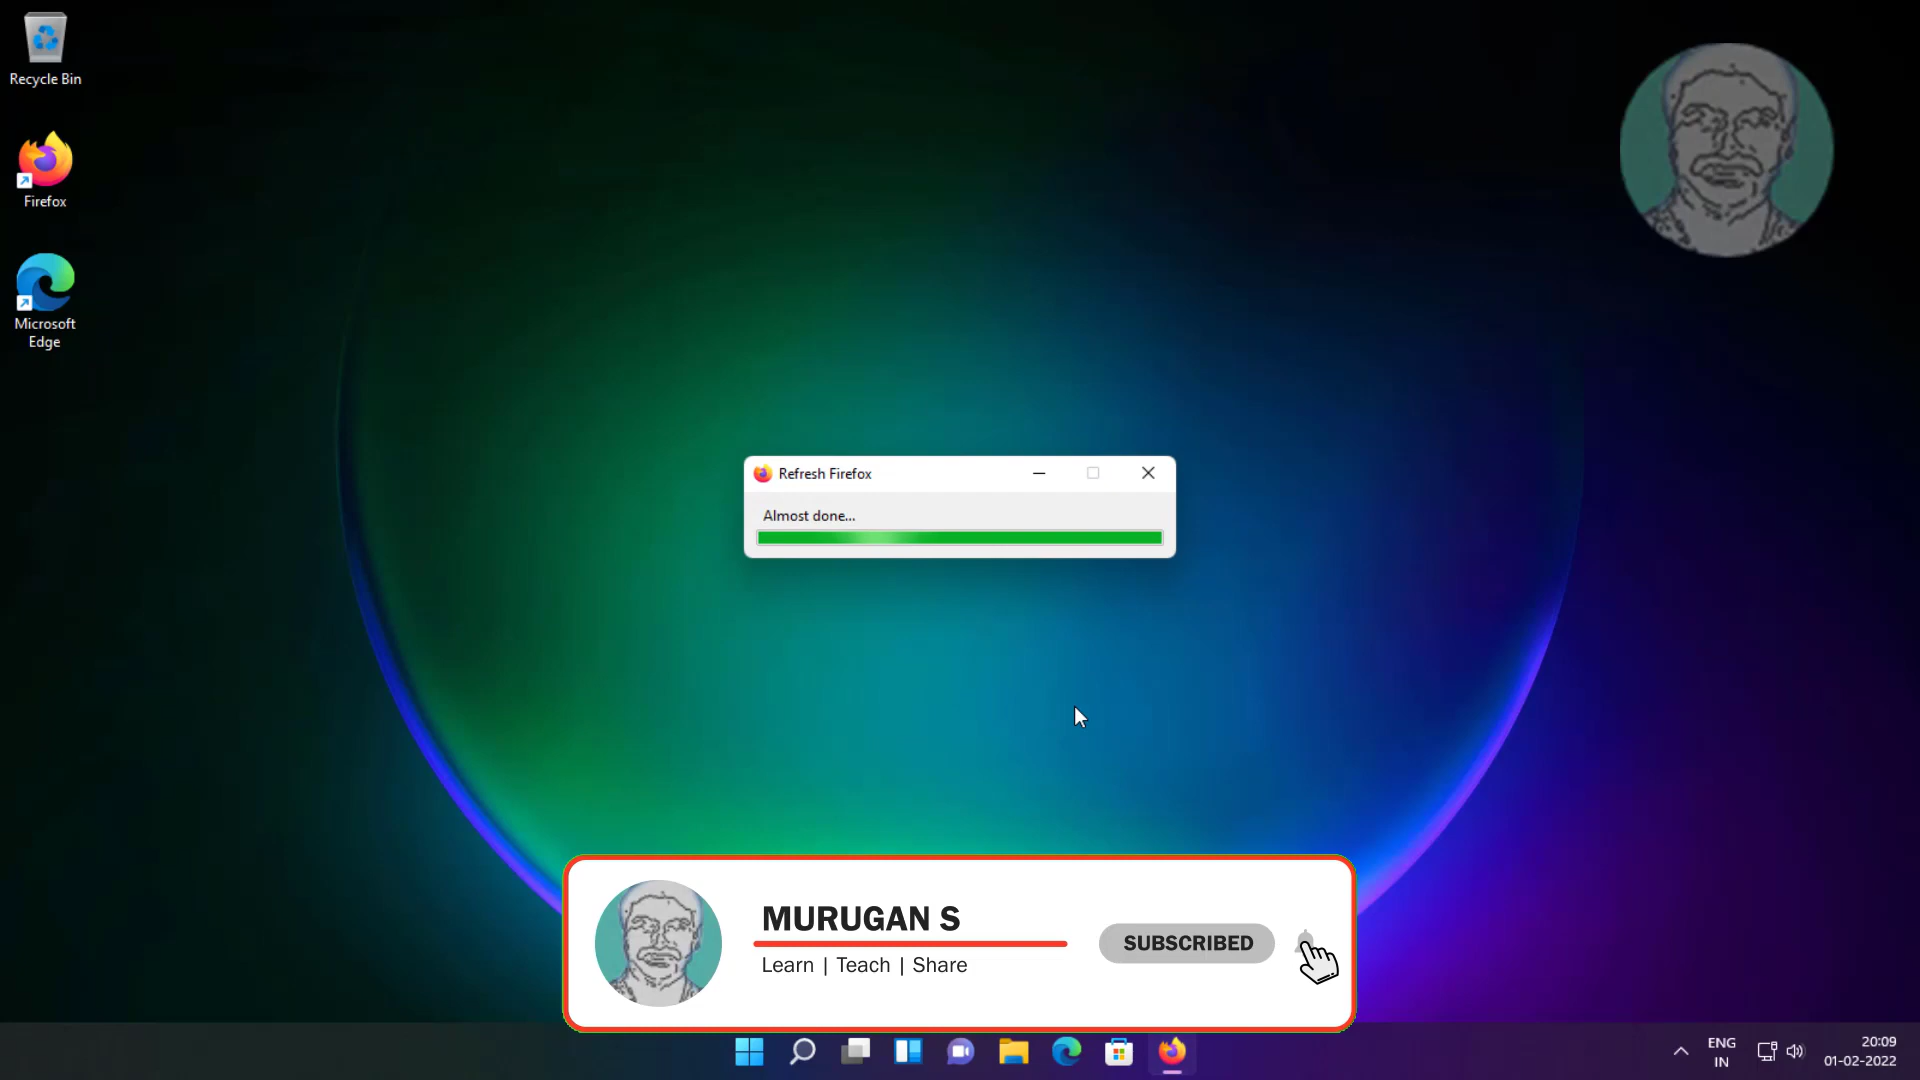 Recycle Bin
Firefox
Microsoft
Edge
Refresh Firefox
Almost done...
MURUGAN S
Learn | Teach | Share
SUBSCRIBED
ENG
IN
20:09
01-02-2022